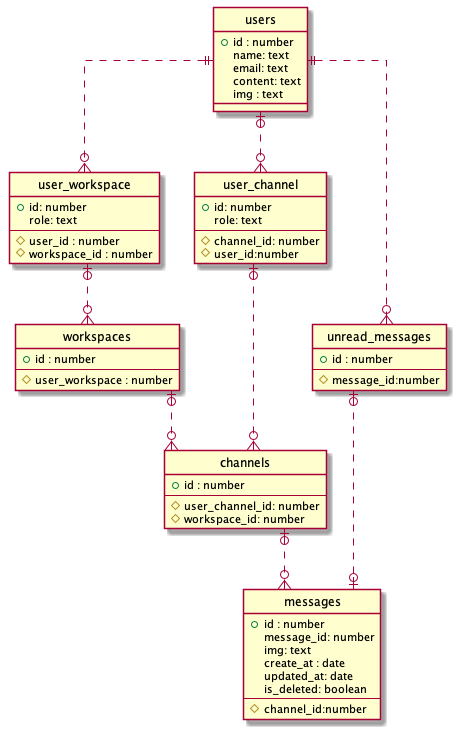 users
id : number
name: text
email: text
content: text
img : text
user_workspace
id: number
role: text
user_id : number
workspace_id : number
user_channel
id: number
role: text
channel_id: number
user_id:number
workspaces
id : number
user_workspace : number
unread_messages
id : number
message_id:number
channels
id : number
user_channel_id: number
workspace_id: number
messages
id : number
message_id: number
img: text
create_at : date
updated_at: date
is_deleted: boolean
channel_id:number